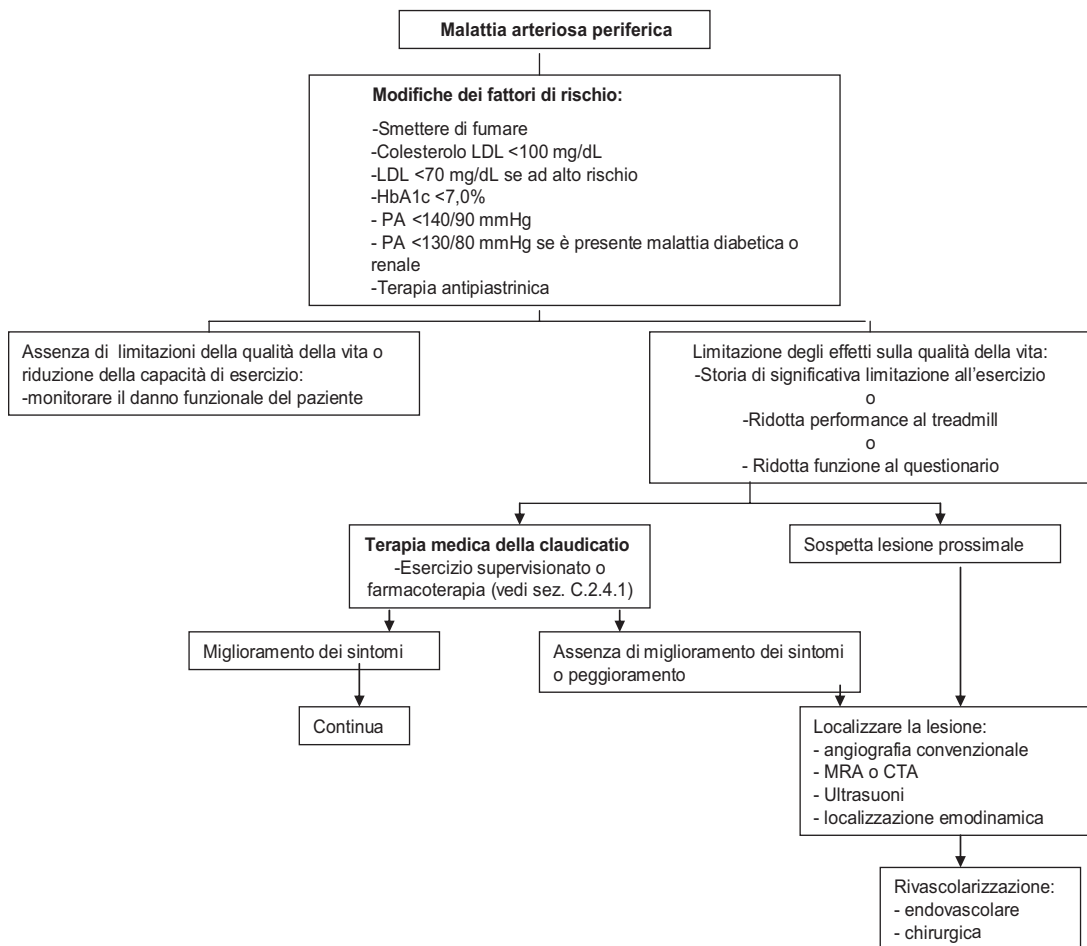 Malattia arteriosa periferica
Modifiche dei fattori di rischio:
-Smettere di fumare
-Colesterolo LDL <100 mg/dL
-LDL <70 mg/dL se ad alto rischio
-HbA1c <7,0%
- PA <140/90 mmHg
- PA <130/80 mmHg se è presente malattia diabetica o
renale
-Terapia antipiastrinica
Assenza di limitazioni della qualità della vita o
riduzione della capacità di esercizio:
-monitorare il danno funzionale del paziente
Limitazione degli effetti sulla qualità della vita:
-Storia di significativa limitazione all'esercizio
o
-Ridotta performance al treadmill
o
- Ridotta funzione al questionario
Terapia medica della claudicatio
-Esercizio supervisionato o
farmacoterapia (vedi sez. C.2.4.1)
Sospetta lesione prossimale
Miglioramento dei sintomi
Assenza di miglioramento dei sintomi
o peggioramento
Continua
Localizzare la lesione:
- angiografia convenzionale
- MRA o CTA
- Ultrasuoni
- localizzazione emodinamica
Rivascolarizzazione:
- endovascolare
- chirurgica